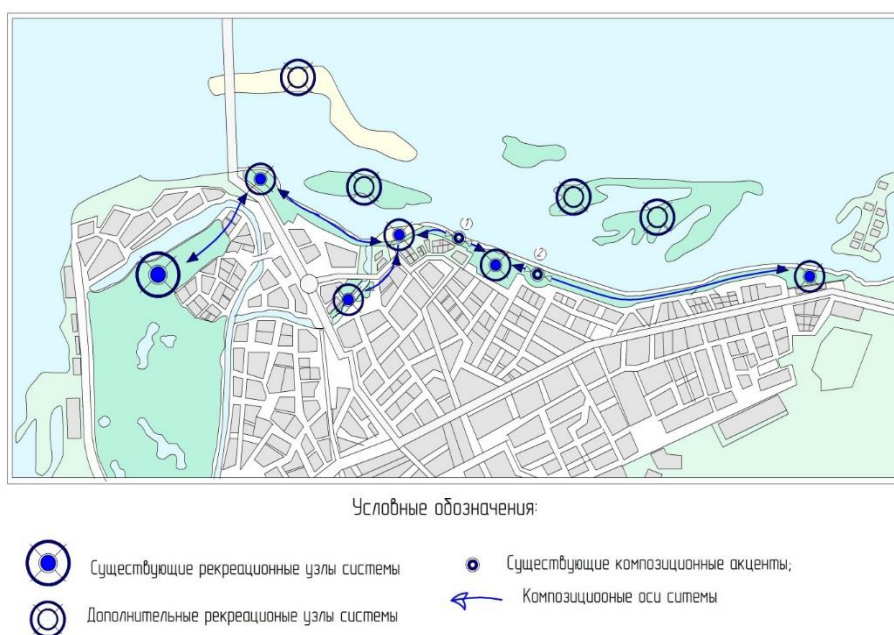 1
2
Условные обозначения:
Существующие рекреационные узлы системы
Существующие композиционные акценты;
Дополнительные рекреационые узлы системы
Композициооные оси ситемы